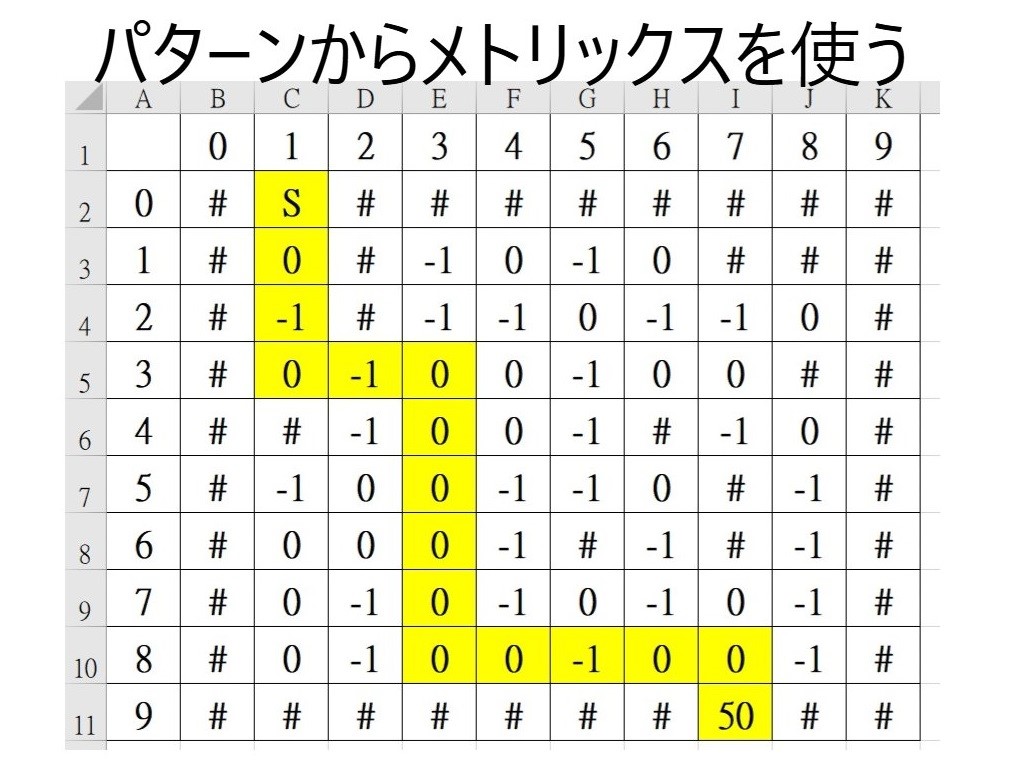 パターンからメトリックスを使う
A B C D E F G H I J K
1 0 1 2 3 4 5 6 7 8 9
2 0 # S # # # # # # # #
3 1 # 0 # -1 0 -1 0 # # #
4 2 # -1 # -1 -1 0 -1 -1 0 #
5 3 # 0 -1 0 0 -1 0 0 # #
6 4 # # -1 0 0 -1 # -1 0 #
7 5 # -1 0 0 -1 -1 0 # -1 #
8 6 # 0 0 0 -1 # -1 # -1 #
9 7 # 0 -1 0 -1 0 -1 0 -1 #
10 8 # 0 -1 0 0 -1 0 0 -1 #
11 9 # # # # # # # 50 # #